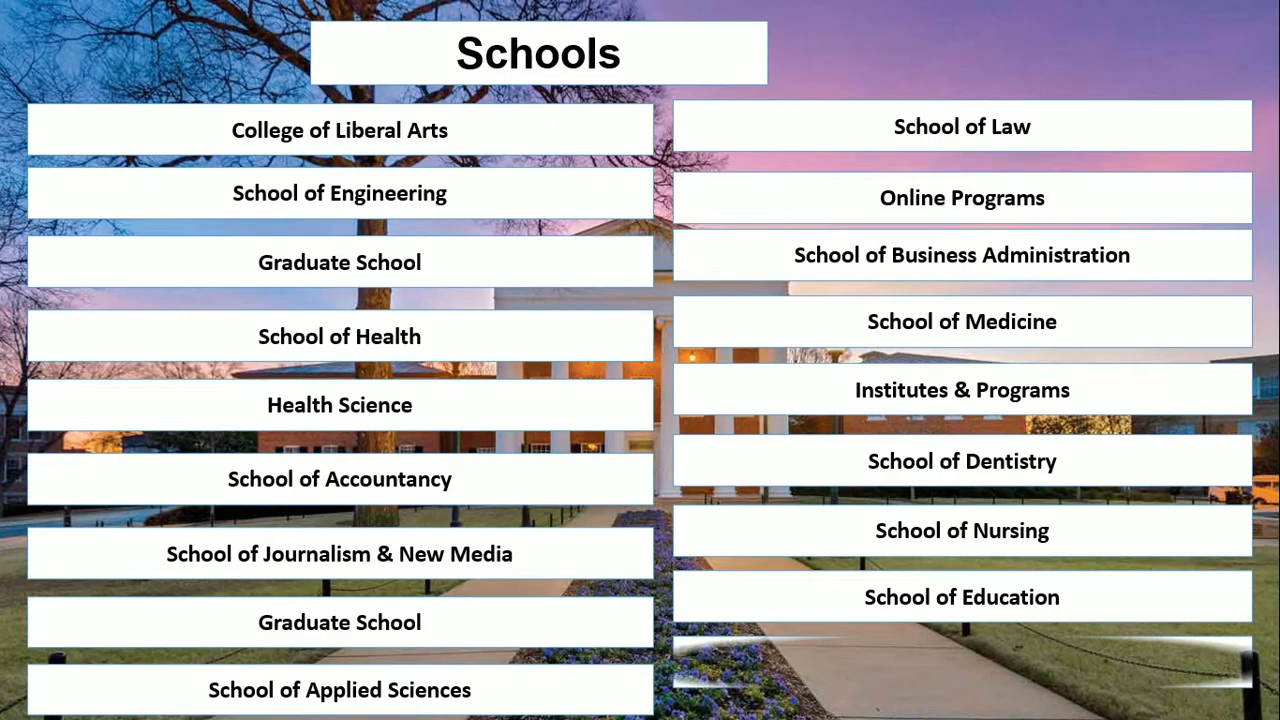 Schools
College of Liberal Arts
School of Engineering
Graduate School
School of Health
Health Science
School of Accountancy
School of Journalism & New Media
Graduate School
School of Applied Sciences
School of Law
Online Programs
School of Business Administration
School of Medicine
Institutes & Programs
School of Dentistry
School of Nursing
School of Education